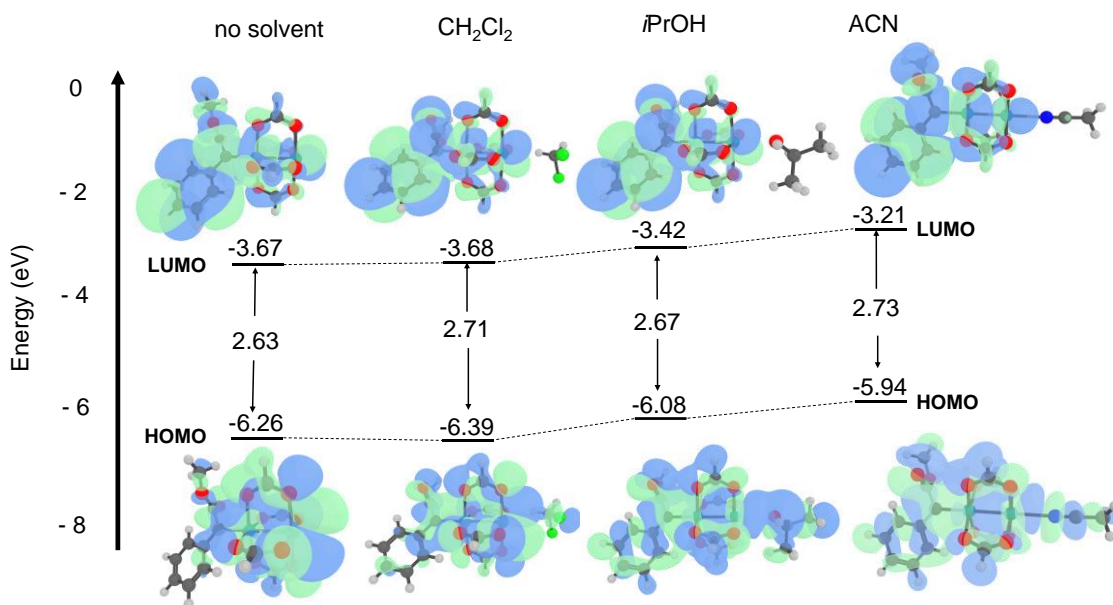 no solvent
CH₂Cl₂
iPrOH
ACN
Energy (eV)
0
- 2
- 4
- 6
- 8
LUMO
-3.67
-3.68
-3.42
-3.21
LUMO
2.63
2.71
2.67
2.73
HOMO
-6.26
-6.39
-6.08
-5.94
HOMO